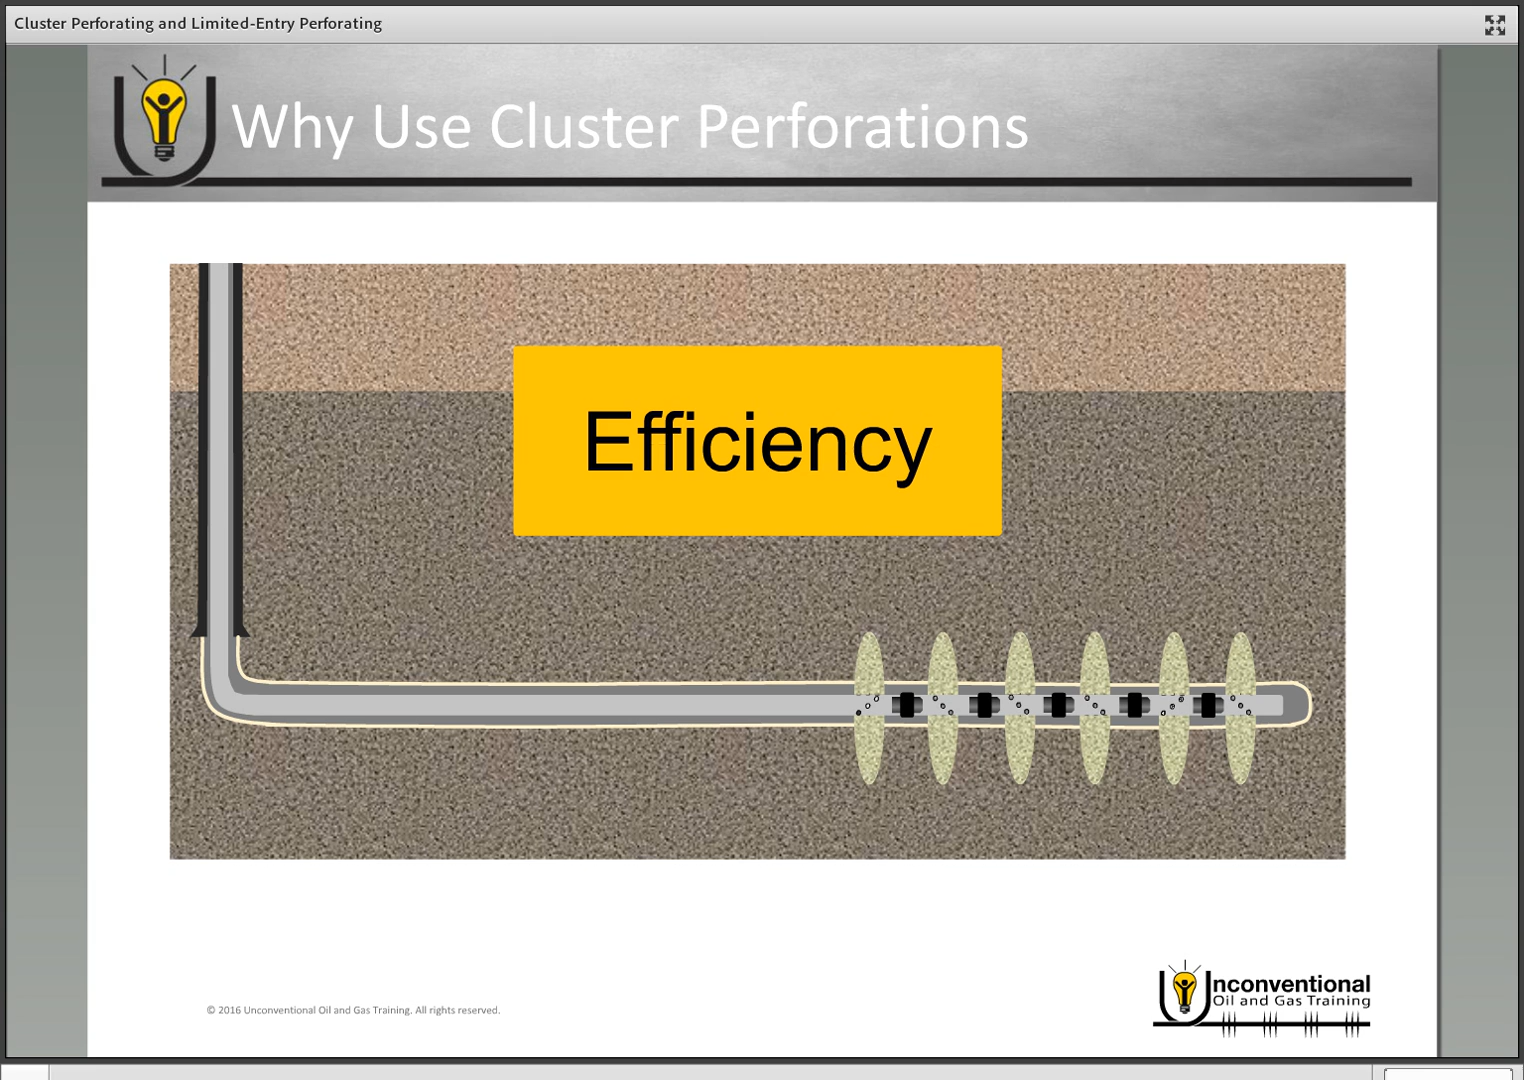 Cluster Perforating and Limited-Entry Perforating
Why Use Cluster Perforations
Efficiency
© 2016 Unconventional Oil and Gas Training. All rights reserved.
Unconventional
Oil and Gas Training